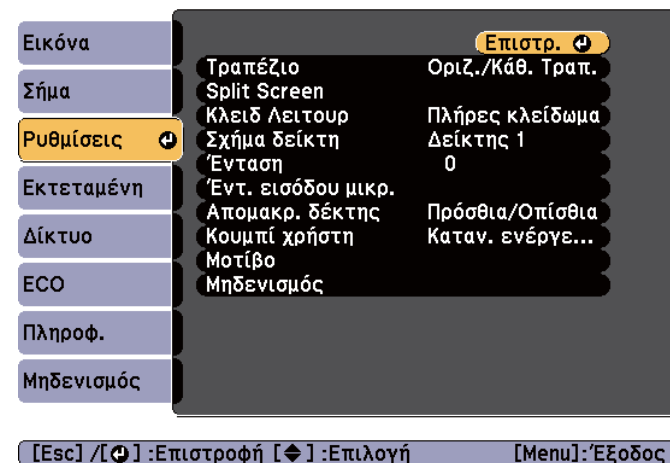 Εικόνα
Σήμα
Ρυθμίσεις
Εκτεταμένη
Δίκτυο
ECO
Πληροφ.
Μηδενισμός
Επιστρ.
Τραπέζιο Οριζ./Κάθ. Τραπ.
Split Screen
Κλειδ Λειτουρ Πλήρες κλείδωμα
Σχήμα δείκτη Δείκτης 1
Ένταση 0
Έντ. εισόδου μικρ.
Απομακρ. δέκτης Πρόσθια/Οπίσθια
Κουμπί χρήστη Καταν. ενέργε...
Μοτίβο
Μηδενισμός
[Esc] /[⏎] :Επιστροφή [◆] :Επιλογή [Menu]:Έξοδος